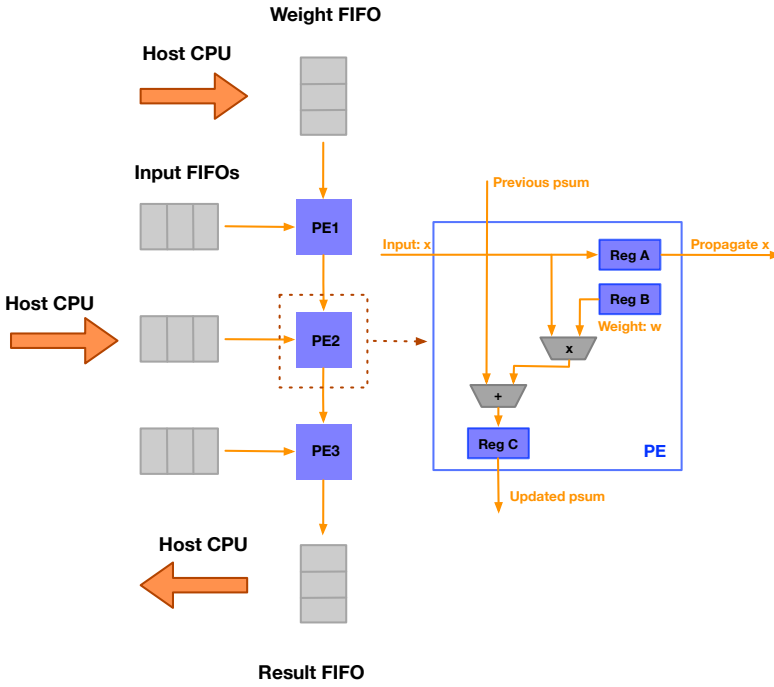 Weight FIFO
Host CPU
Input FIFOs
PE1
Host CPU
PE2
PE3
Host CPU
Result FIFO
Previous psum
Input: x
Reg A
Propagate x
Reg B
Weight: w
x
+
Reg C
PE
Updated psum